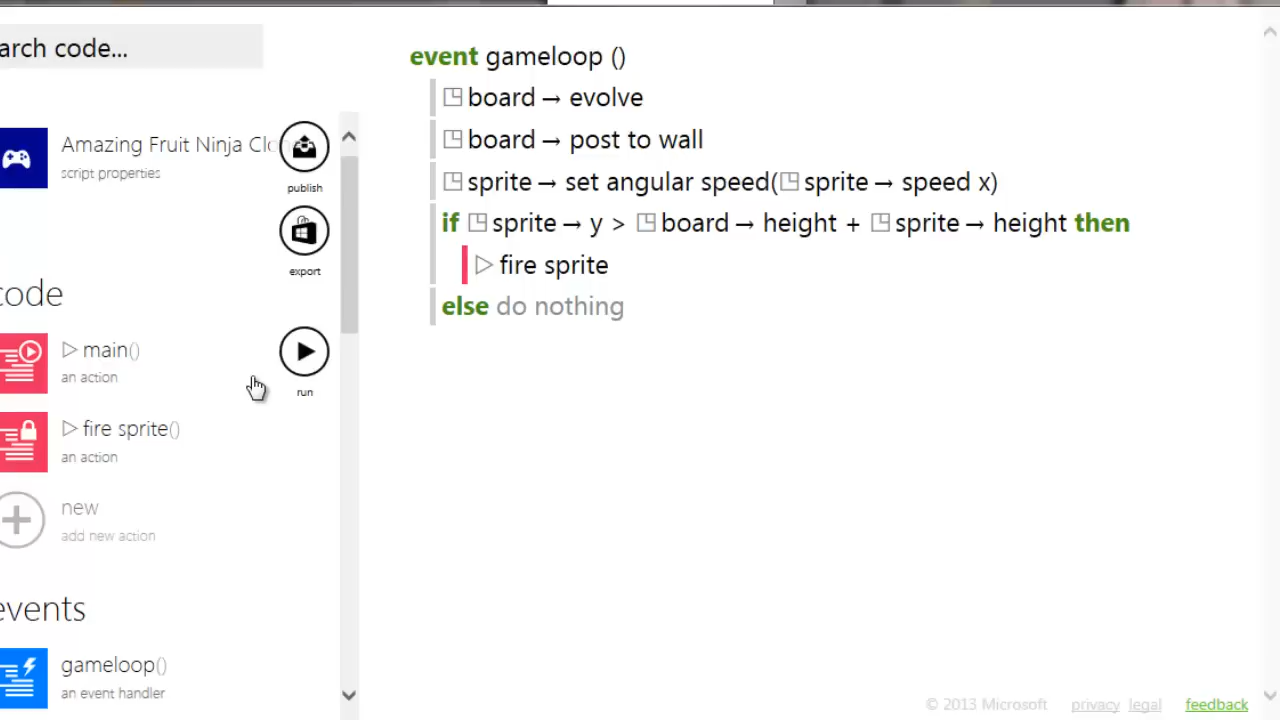 arch code...
Amazing Fruit Ninja Clo
script properties
publish
export
code
▷ main()
an action
run
▷ fire sprite()
an action
new
add new action
events
gameloop()
an event handler
event gameloop ()
board → evolve
board → post to wall
sprite → set angular speed(sprite → speed x)
if sprite → y > board → height + sprite → height then
▷ fire sprite
else do nothing
© 2013 Microsoft privacy legal feedback